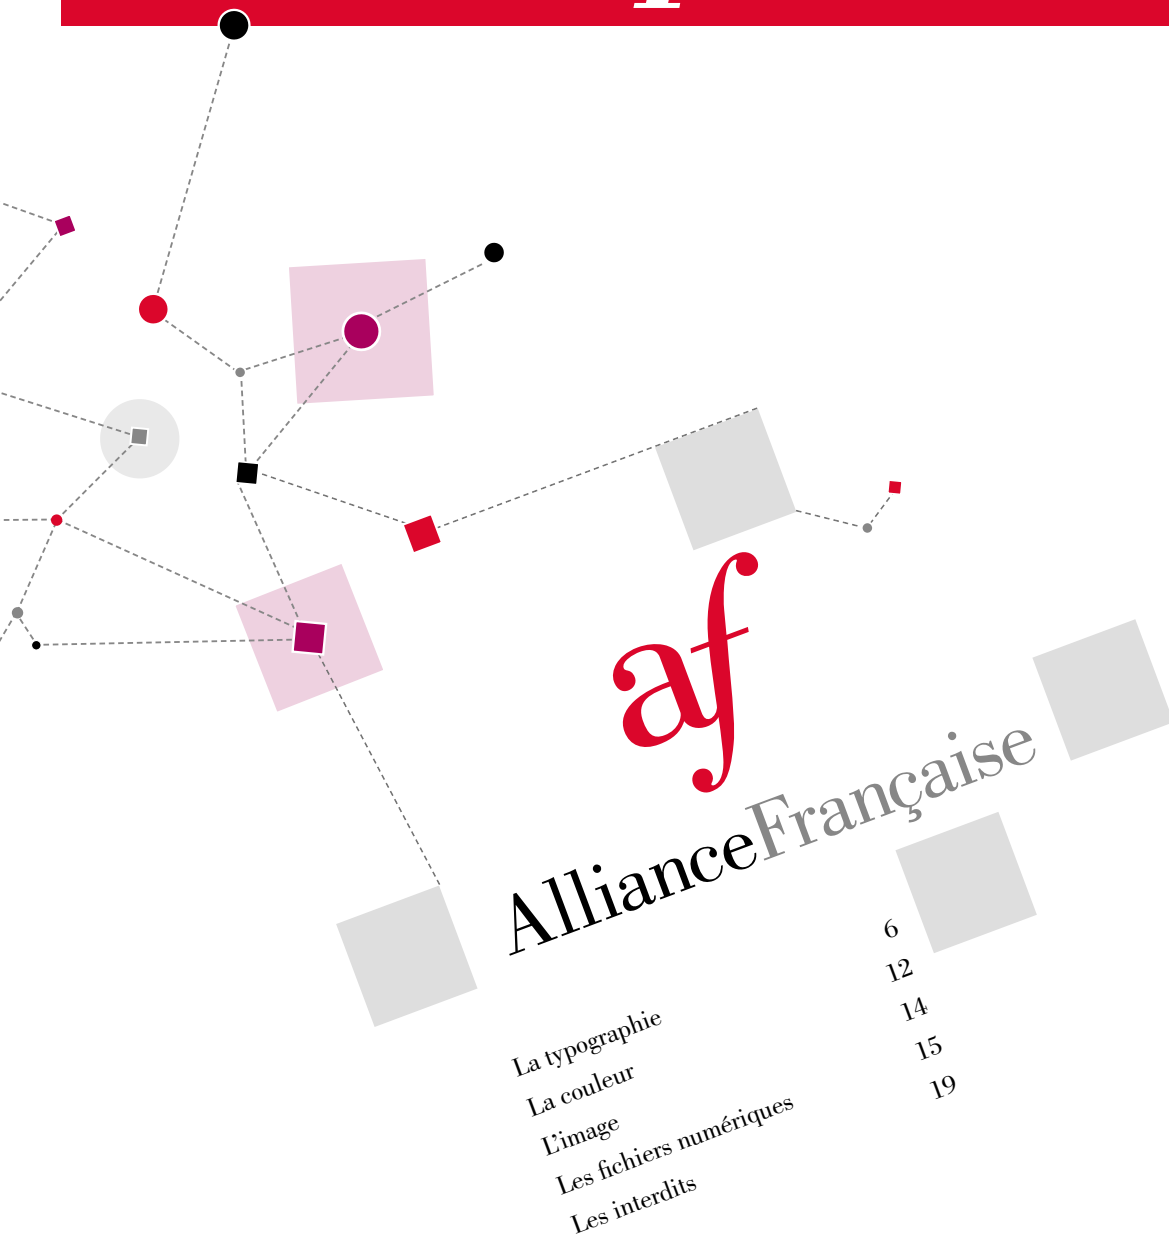 af
AllianceFrançaise
La typographie 6
La couleur 12
L’image 14
Les fichiers numériques 15
Les interdits 19